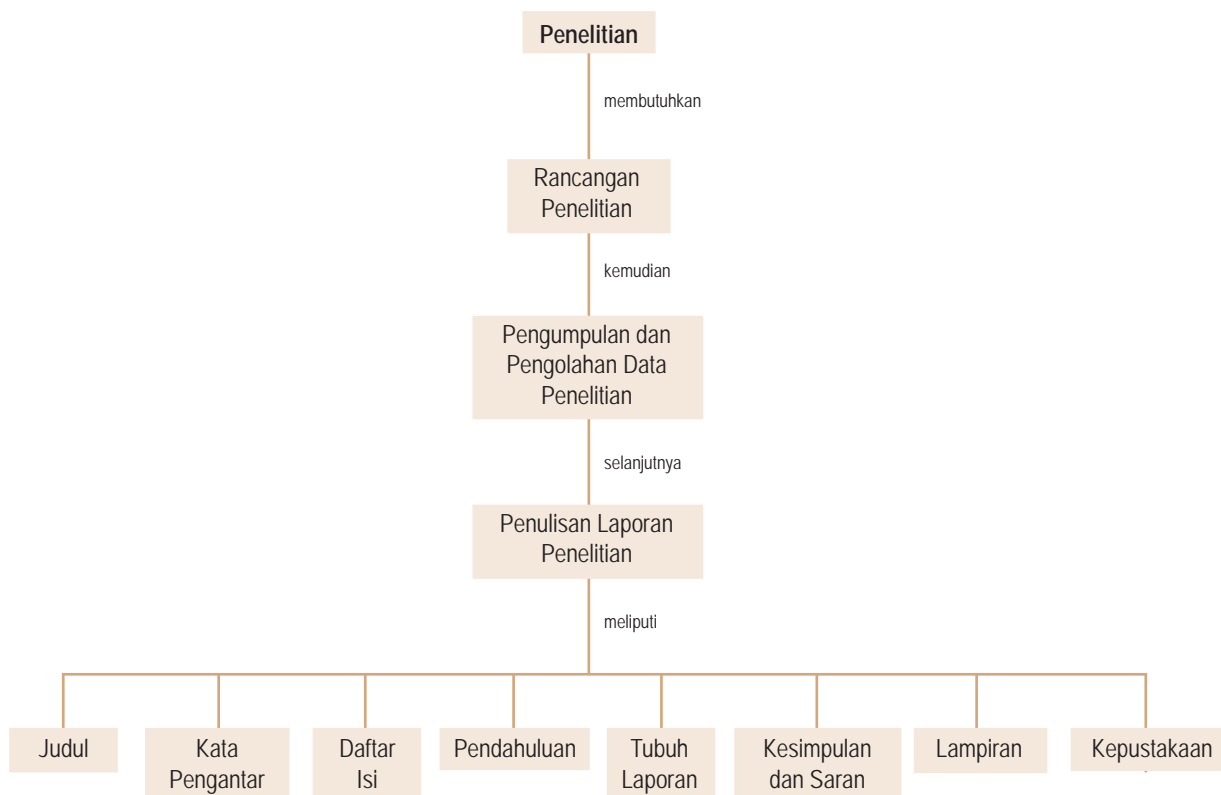 Penelitian
membutuhkan
Rancangan
Penelitian
kemudian
Pengumpulan dan
Pengolahan Data
Penelitian
selanjutnya
Penulisan Laporan
Penelitian
meliputi
Judul
Kata
Pengantar
Daftar
Isi
Pendahuluan
Tubuh
Laporan
Kesimpulan
dan Saran
Lampiran
Kepustakaan